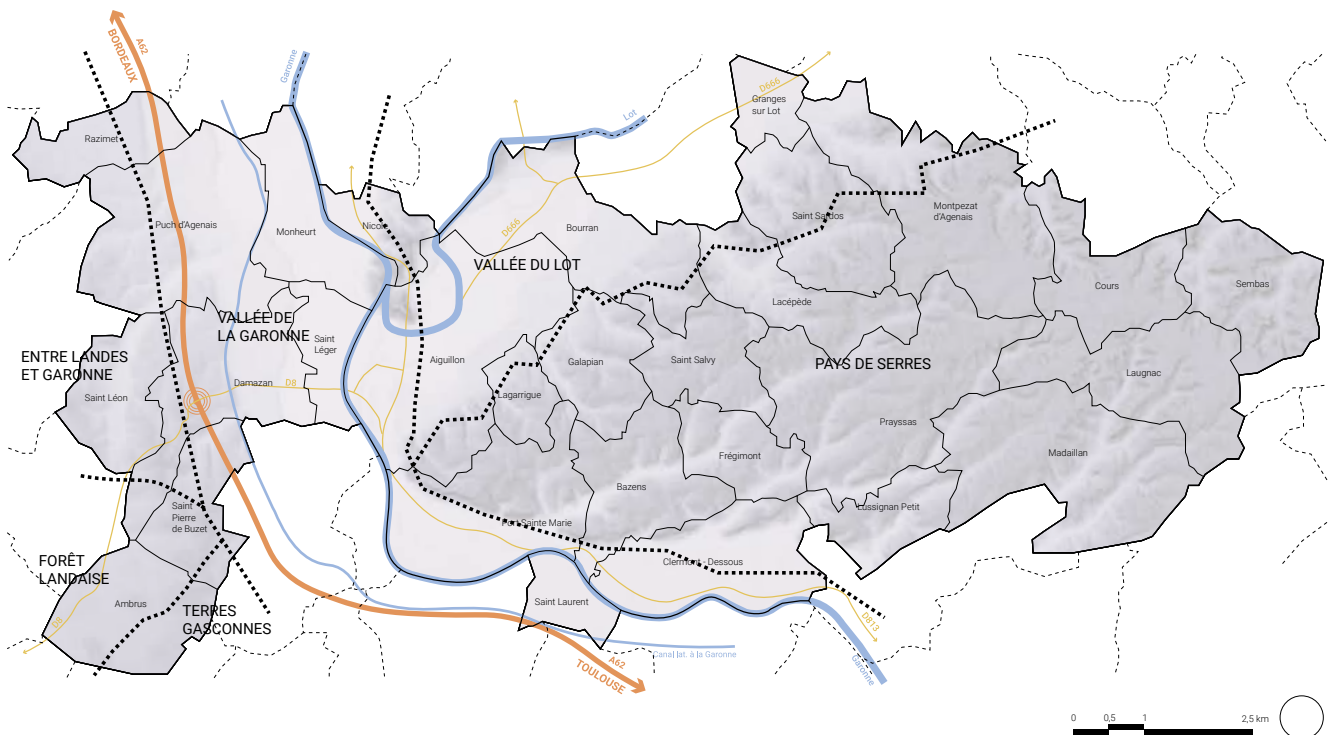 A62
BORDEAUX
Garonne
Lot
D666
Granges
sur Lot
Razimet
Puch d'Agenais
Monheurt
Nicole
D666
Bourran
Saint Sardos
Montpezat
d'Agenais
VALLÉE DU LOT
Cours
Sembas
Lacépède
VALLÉE DE
LA GARONNE
Saint
Léger
ENTRE LANDES
ET GARONNE
Aiguillon
Galapian
Saint Salvy
PAYS DE SERRES
Laugnac
Damazan
D8
Saint Léon
Lagarrigue
Prayssas
Frégimont
Madaillan
Bazens
Saint
Pierre
de Buzet
Lussignan Petit
Port Sainte Marie
Clermont - Dessous
FORÊT
LANDAISE
Ambrus
TERRES
GASCONNES
D8
Saint Laurent
D813
Canal lat. à la Garonne
Garonne
A62
TOULOUSE
0 0,5 1 2,5 km